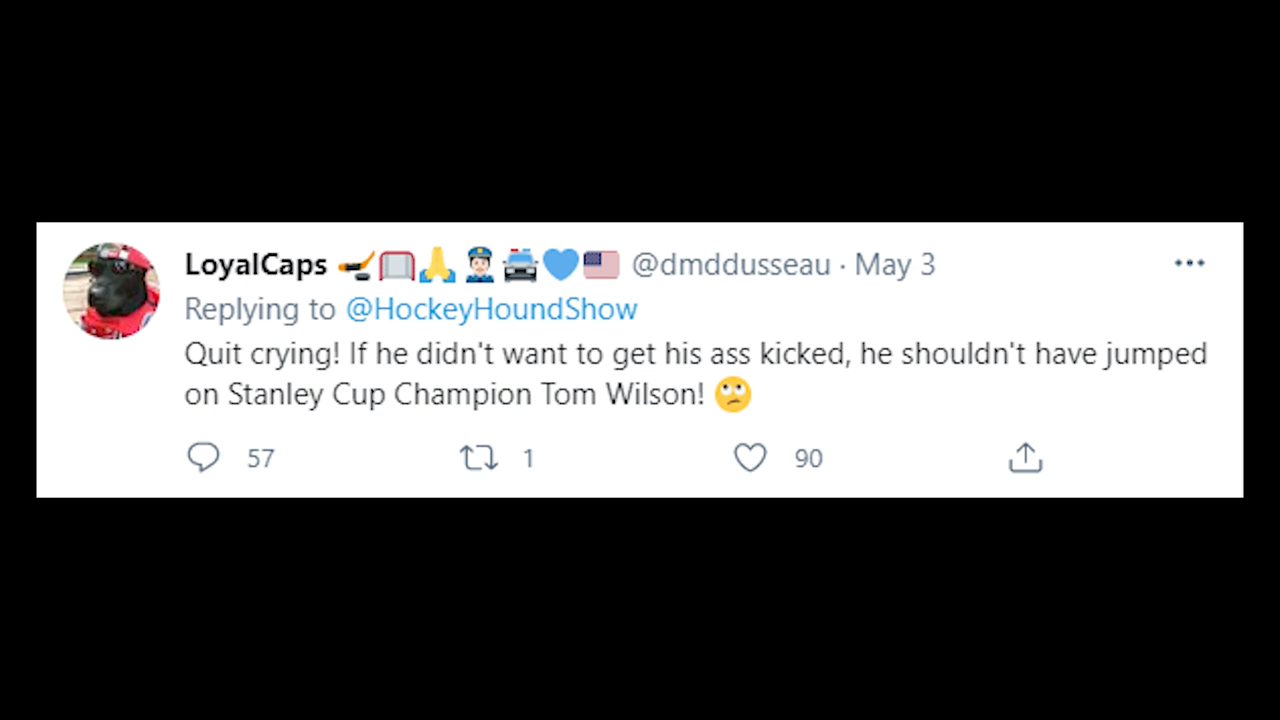 LoyalCaps 🏒🥅🙏👮🏻🚔💙🇺🇸 @dmddusseau · May 3
Replying to @HockeyHoundShow
Quit crying! If he didn't want to get his ass kicked, he shouldn't have jumped
on Stanley Cup Champion Tom Wilson! 🙄
57 1 90